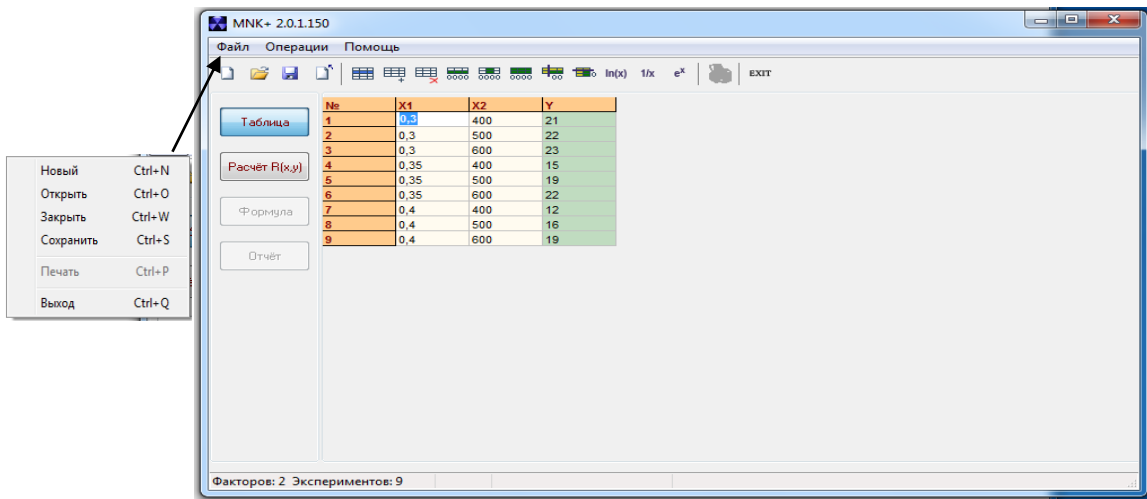 MNK+ 2.0.1.150
Файл Операции Помощь
ln(x) 1/x eˣ EXIT
Таблица
Расчёт R(x,y)
Формула
Отчёт
№ X1 X2 Y
1 0,3 400 21
2 0,3 500 22
3 0,3 600 23
4 0,35 400 15
5 0,35 500 19
6 0,35 600 22
7 0,4 400 12
8 0,4 500 16
9 0,4 600 19
Новый Ctrl+N
Открыть Ctrl+O
Закрыть Ctrl+W
Сохранить Ctrl+S
Печать Ctrl+P
Выход Ctrl+Q
Факторов: 2 Экспериментов: 9